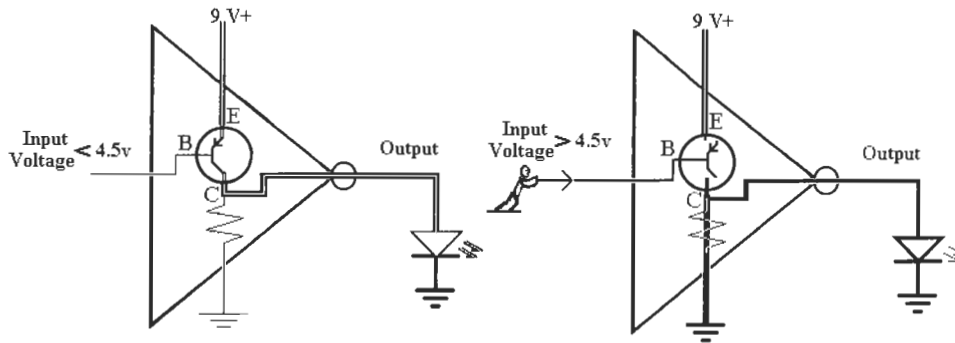 9 V+
E
B
Input
Voltage < 4.5v
Output
C
9 V+
E
B
Input
Voltage > 4.5v
Output
C